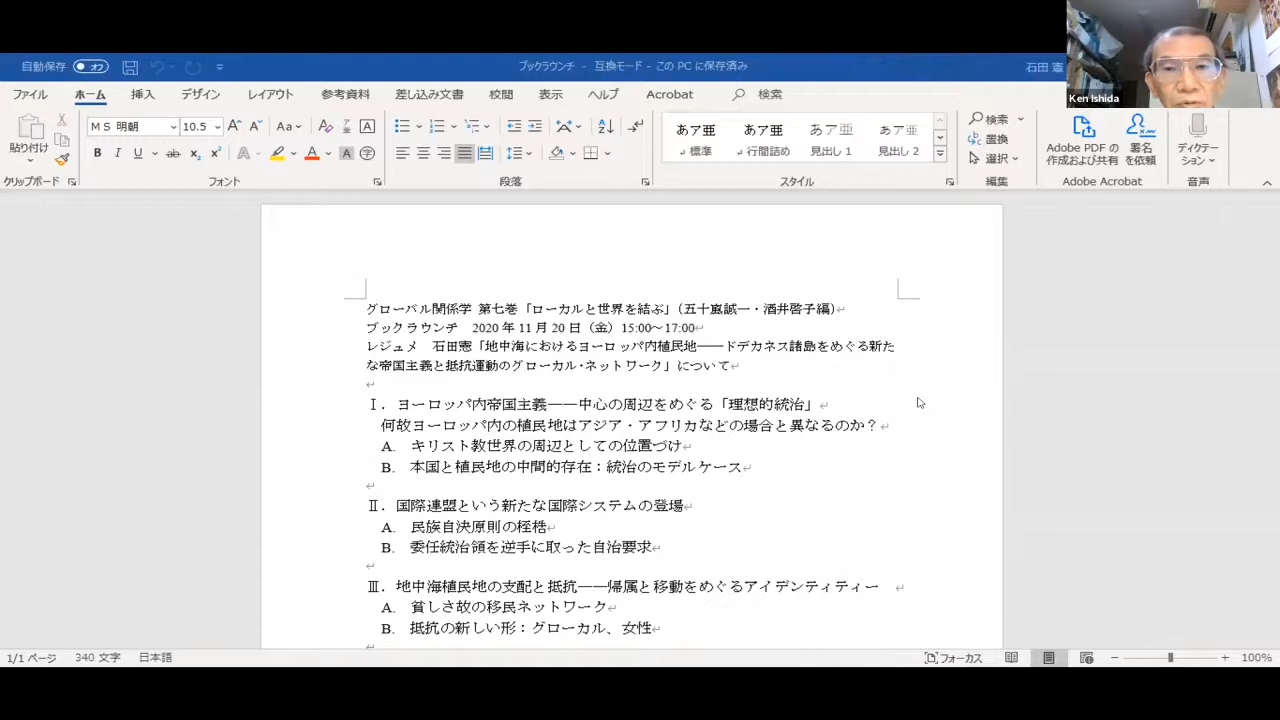 自動保存 オフ
ブックラウンチ - 互換モード - この PC に保存済み
石田 憲
Ken Ishida
ファイル ホーム 挿入 デザイン レイアウト 参考資料 差し込み文書 校閲 表示 ヘルプ Acrobat 検索
貼り付け
クリップボード
ＭＳ 明朝 10.5
フォント
段落
あア亜 あア亜 あア亜 あア亜
標準 行間詰め 見出し 1 見出し 2
スタイル
検索
置換
選択
編集
Adobe PDF の
作成および共有
署名
を依頼
Adobe Acrobat
ディクテー
ション
音声
グローバル関係学 第七巻「ローカルと世界を結ぶ」（五十嵐誠一・酒井啓子編）
ブックラウンチ　2020 年 11 月 20 日（金）15:00～17:00
レジュメ　石田憲「地中海におけるヨーロッパ内植民地――ドデカネス諸島をめぐる新た
な帝国主義と抵抗運動のグローカル・ネットワーク」について
Ⅰ．ヨーロッパ内帝国主義――中心の周辺をめぐる「理想的統治」
何故ヨーロッパ内の植民地はアジア・アフリカなどの場合と異なるのか？
A. キリスト教世界の周辺としての位置づけ
B. 本国と植民地の中間的存在：統治のモデルケース
Ⅱ．国際連盟という新たな国際システムの登場
A. 民族自決原則の桎梏
B. 委任統治領を逆手に取った自治要求
Ⅲ．地中海植民地の支配と抵抗――帰属と移動をめぐるアイデンティティー
A. 貧しさ故の移民ネットワーク
B. 抵抗の新しい形：グローカル、女性
1/1 ページ 340 文字 日本語
フォーカス
100%